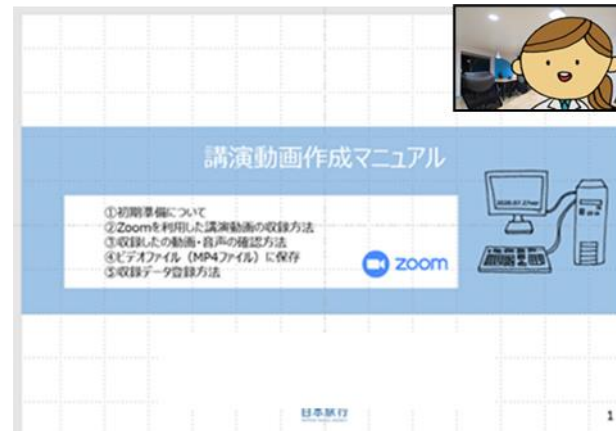 講演動画作成マニュアル
①初期準備について
②Zoomを利用した講演動画の収録方法
③収録したの動画・音声の確認方法
④ビデオファイル（MP4ファイル）に保存
⑤収録データ登録方法
zoom
日本旅行
1